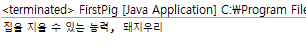 <terminated> FirstPig [Java Application] C:₩Program File
집을 지을 수 있는 능력, 돼지우리